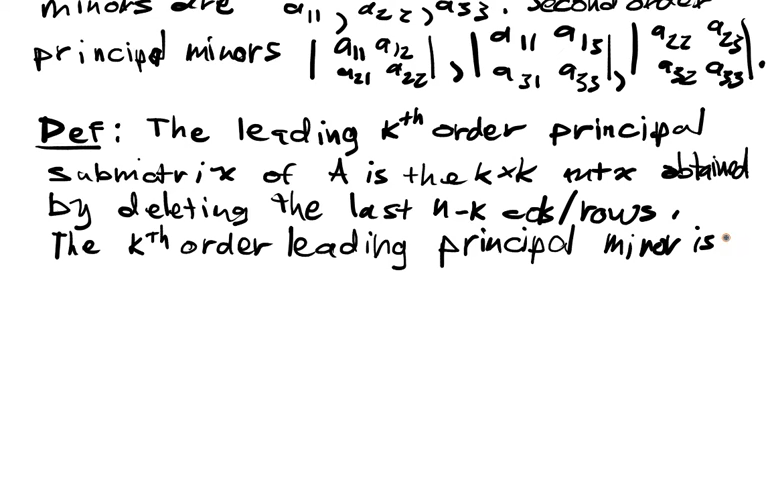 minors are a11, a22, a33. Second order
principal minors | a11 a12 a21 a22 |, | a11 a13 a31 a33 |, | a22 a23 a32 a33 |.
Def: The leading kth order principal
submatrix of A is the k×k mtx obtained
by deleting the last n-k cols/rows.
The kth order leading principal minor is